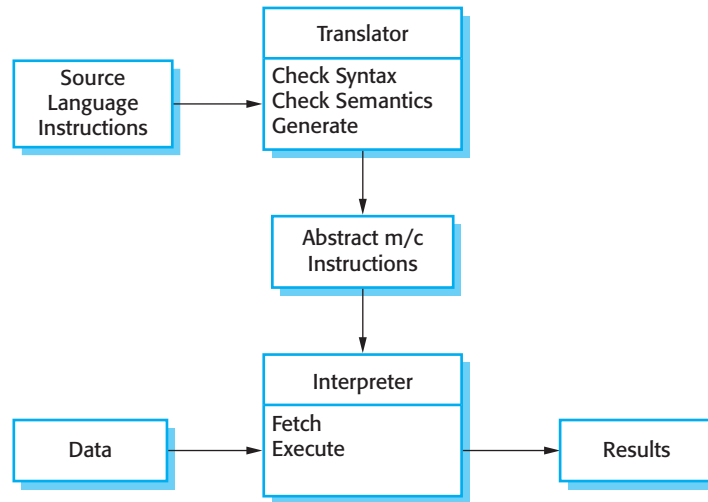 Translator
Source
Language
Instructions
Check Syntax
Check Semantics
Generate
Abstract m/c
Instructions
Interpreter
Fetch
Execute
Data
Results